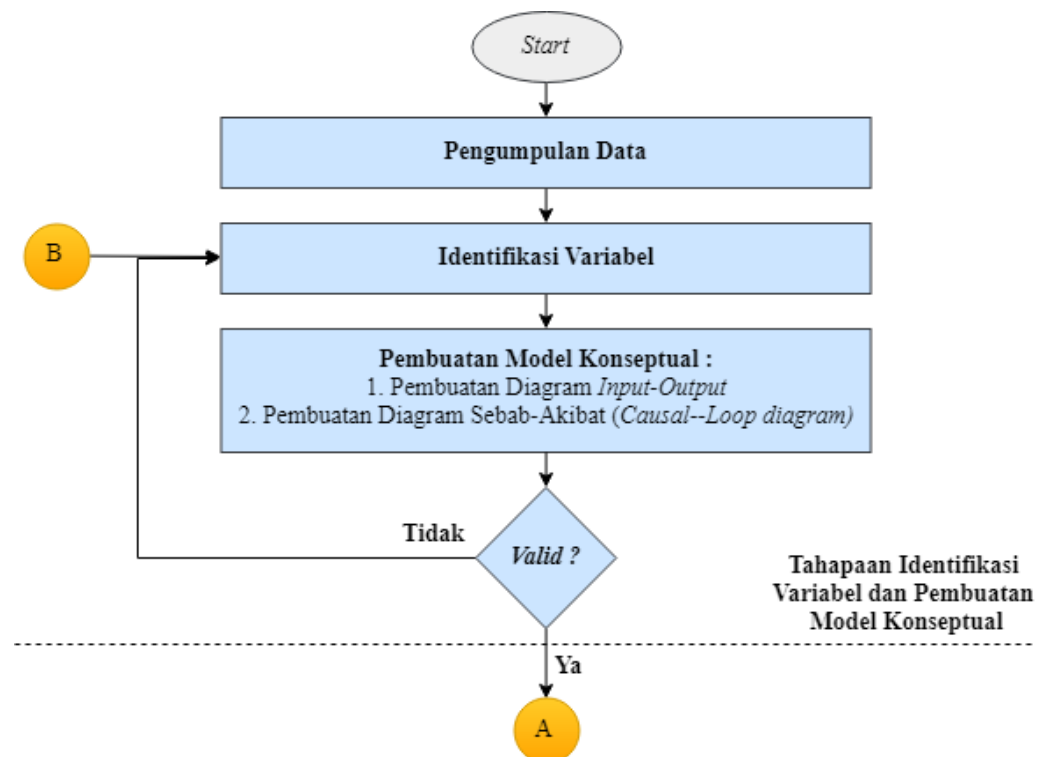 Start
Pengumpulan Data
B
Identifikasi Variabel
Pembuatan Model Konseptual :
1. Pembuatan Diagram Input-Output
2. Pembuatan Diagram Sebab-Akibat (Causal--Loop diagram)
Tidak
Valid ?
Tahapaan Identifikasi
Variabel dan Pembuatan
Model Konseptual
Ya
A